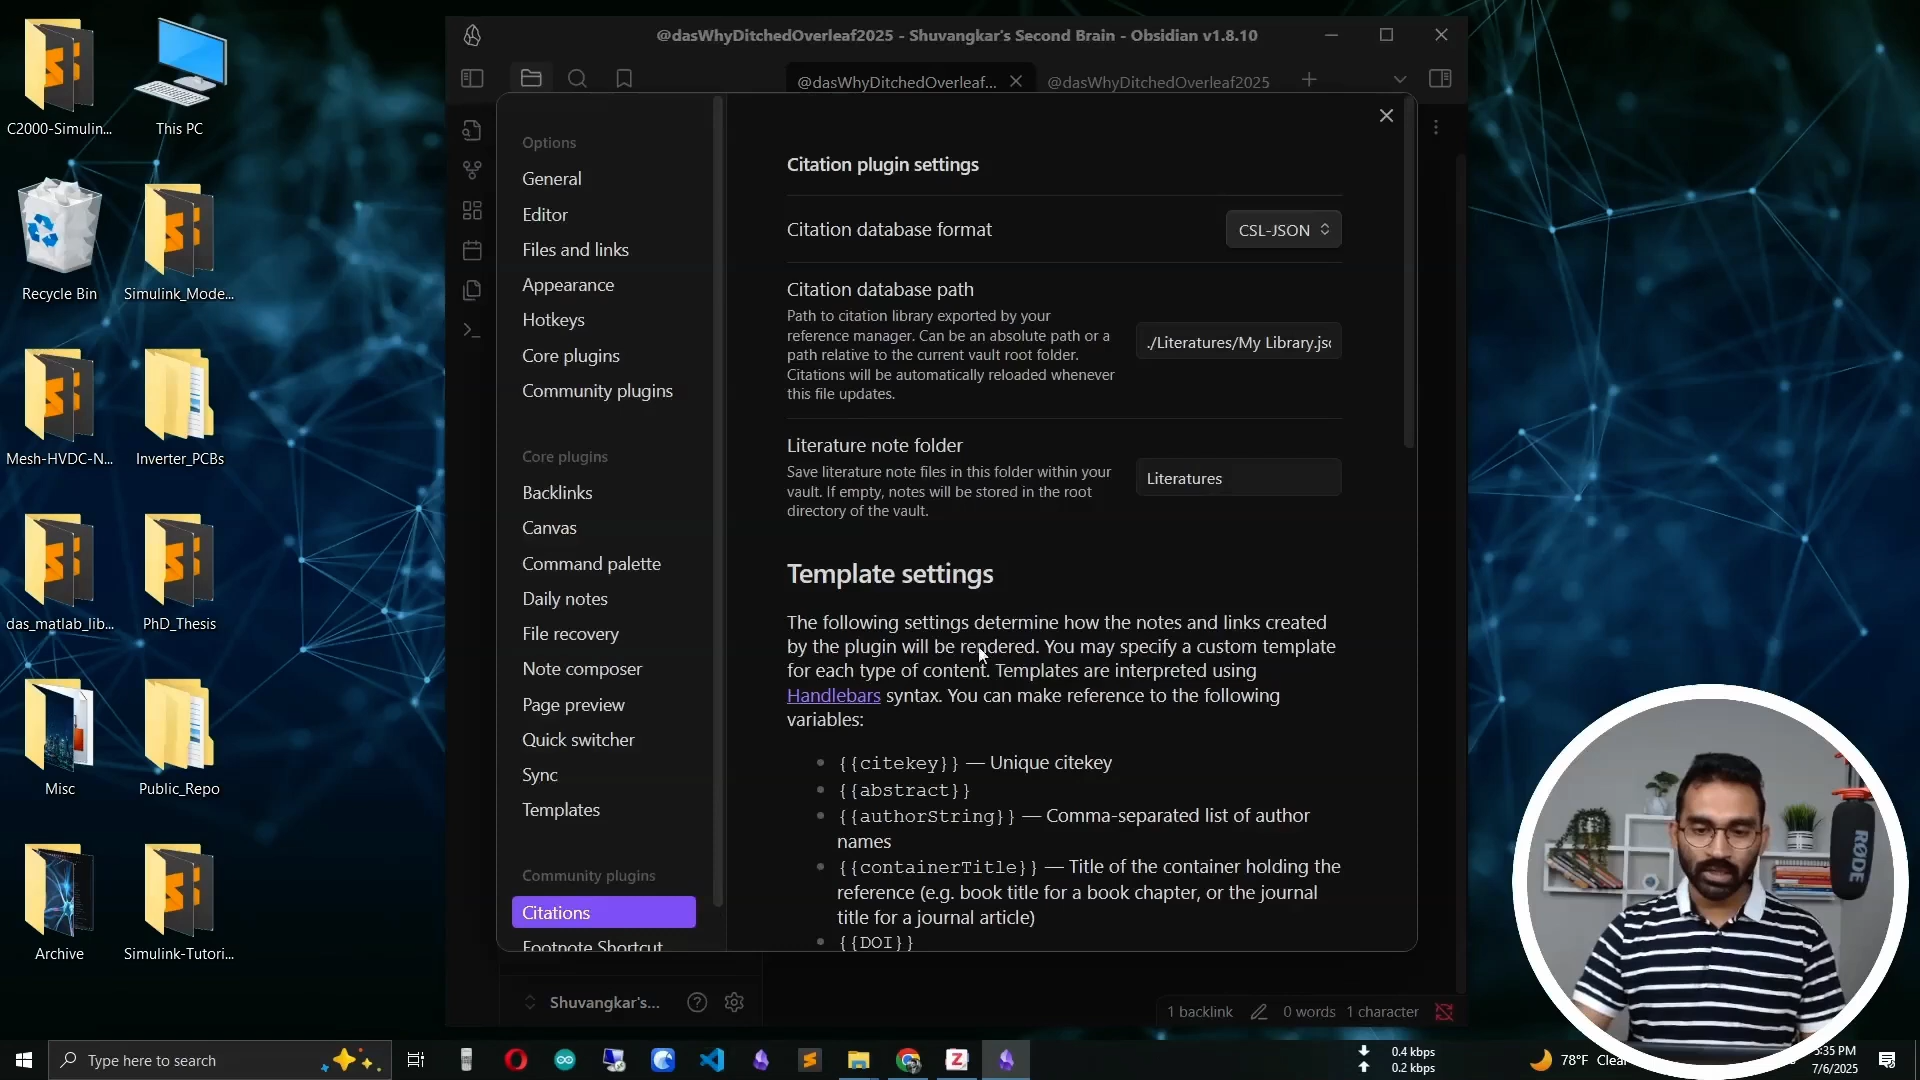 C2000-Simulin...
This PC
Recycle Bin
Simulink_Mode...
Mesh-HVDC-N...
Inverter_PCBs
das_matlab_lib...
PhD_Thesis
Misc
Public_Repo
Archive
Simulink-Tutori...
@dasWhyDitchedOverleaf2025 - Shuvangkar's Second Brain - Obsidian v1.8.10
@dasWhyDitchedOverleaf...
@dasWhyDitchedOverleaf2025
Options
General
Editor
Files and links
Appearance
Hotkeys
Core plugins
Community plugins
Core plugins
Backlinks
Canvas
Command palette
Daily notes
File recovery
Note composer
Page preview
Quick switcher
Sync
Templates
Community plugins
Citations
Footnote Shortcut
Citation plugin settings
Citation database format
CSL-JSON
Citation database path
Path to citation library exported by your
reference manager. Can be an absolute path or a
path relative to the current vault root folder.
Citations will be automatically reloaded whenever
this file updates.
./Literatures/My Library.jso
Literature note folder
Save literature note files in this folder within your
vault. If empty, notes will be stored in the root
directory of the vault.
Literatures
Template settings
The following settings determine how the notes and links created
by the plugin will be rendered. You may specify a custom template
for each type of content. Templates are interpreted using
Handlebars syntax. You can make reference to the following
variables:
{{citekey}} — Unique citekey
{{abstract}}
{{authorString}} — Comma-separated list of author
names
{{containerTitle}} — Title of the container holding the
reference (e.g. book title for a book chapter, or the journal
title for a journal article)
{{DOI}}
Shuvangkar's...
1 backlink
0 words
1 character
RØDE
Type here to search
0.4 kbps
0.2 kbps
78°F Clea
5:35 PM
7/6/2025